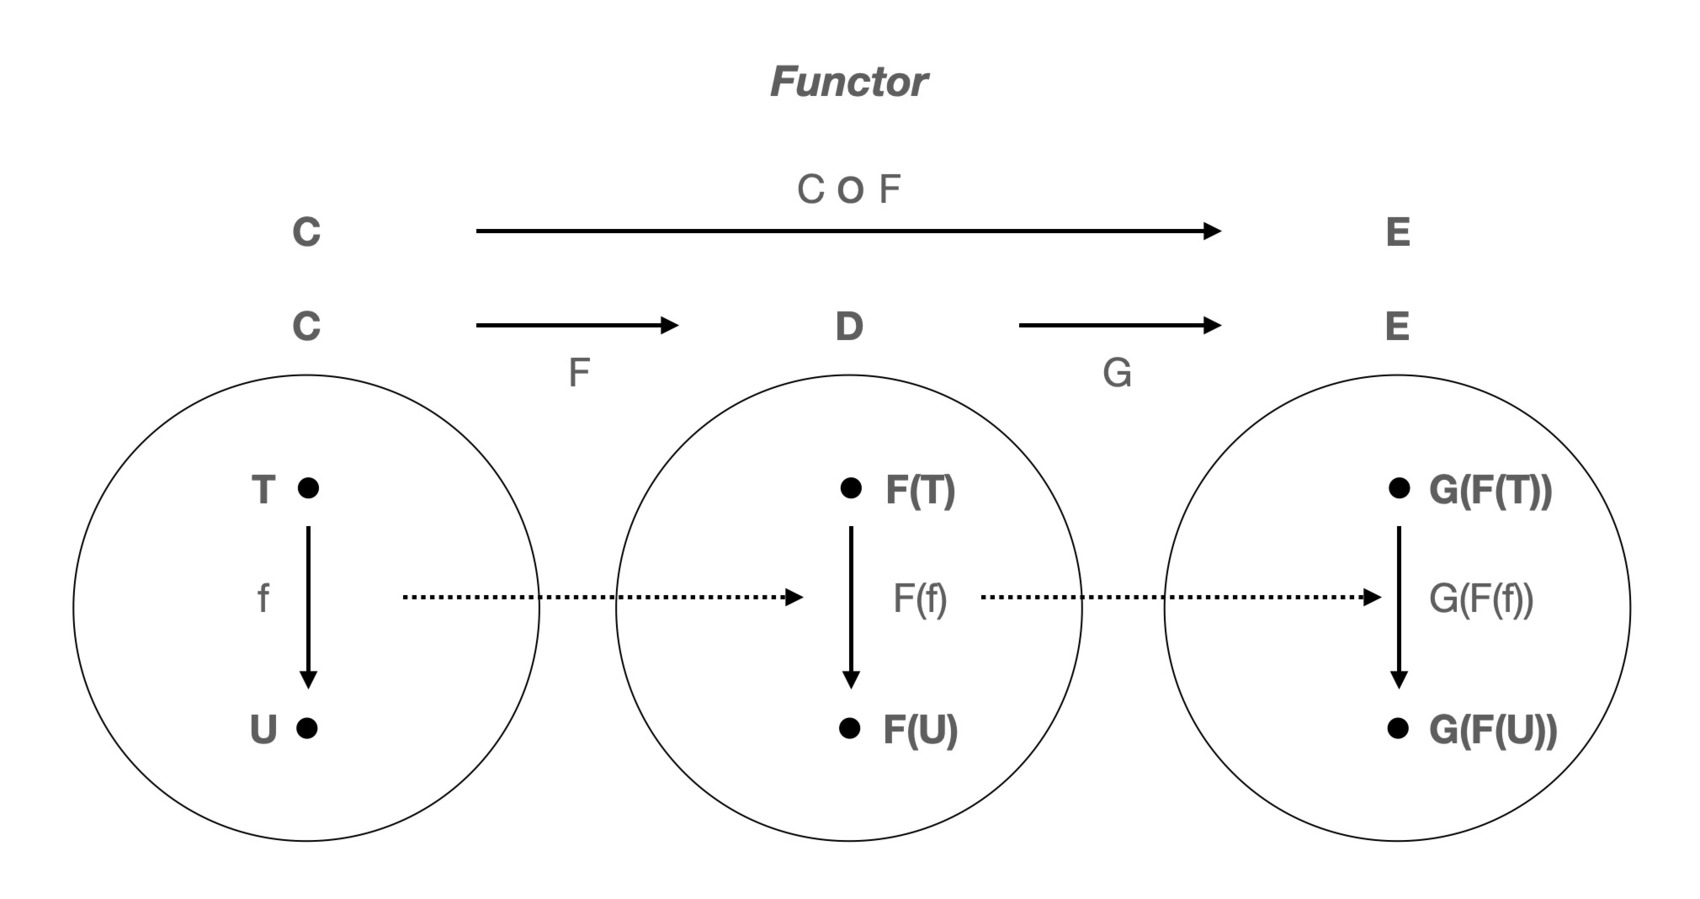 Functor
C o F
C E
C D E
F G
T F(T) G(F(T))
f F(f) G(F(f))
U F(U) G(F(U))